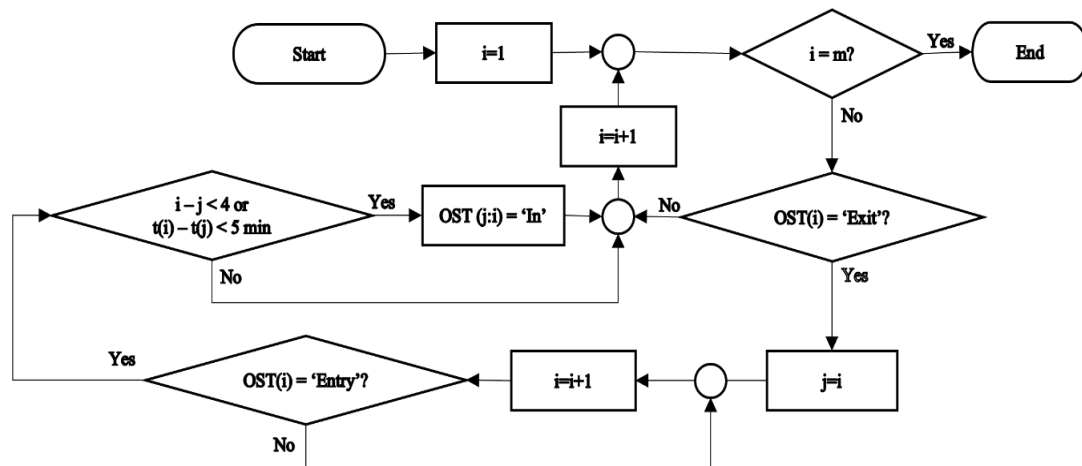 Start
i=1
i = m?
Yes
End
No
i=i+1
i – j < 4 or
t(i) – t(j) < 5 min
Yes
OST (j:i) = ‘In’
No
OST(i) = ‘Exit’?
No
Yes
Yes
OST(i) = ‘Entry’?
i=i+1
j=i
No